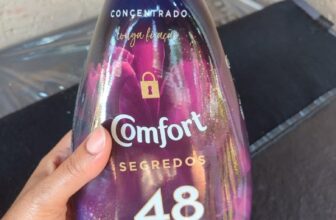 CONCENTRADO
longa fixação
Comfort
SEGREDOS
48